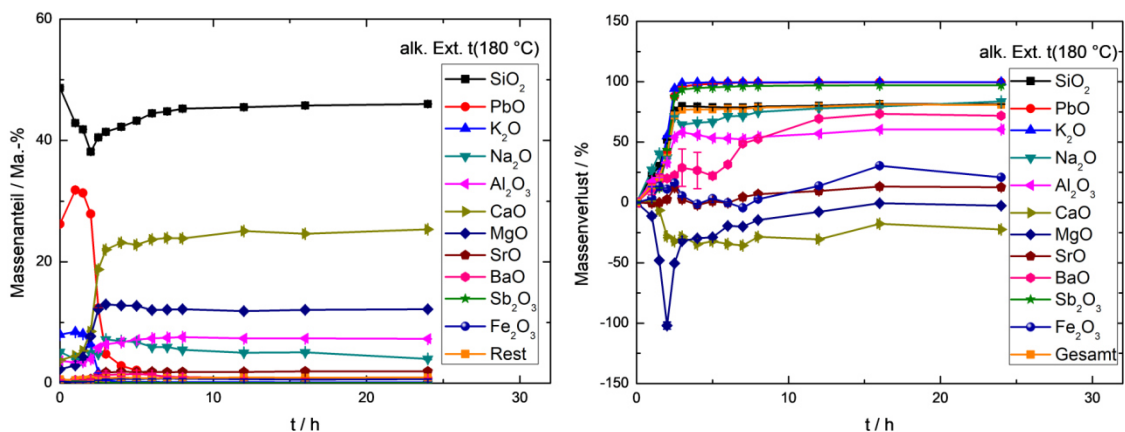 60
40
20
0
Massenanteil / Ma.-%
alk. Ext. t(180 °C)
SiO2
PbO
K2O
Na2O
Al2O3
CaO
MgO
SrO
BaO
Sb2O3
Fe2O3
Rest
0
10
20
30
t / h
150
100
50
0
-50
-100
-150
Massenverlust / %
alk. Ext. t(180 °C)
SiO2
PbO
K2O
Na2O
Al2O3
CaO
MgO
SrO
BaO
Sb2O3
Fe2O3
Gesamt
0
10
20
30
t / h